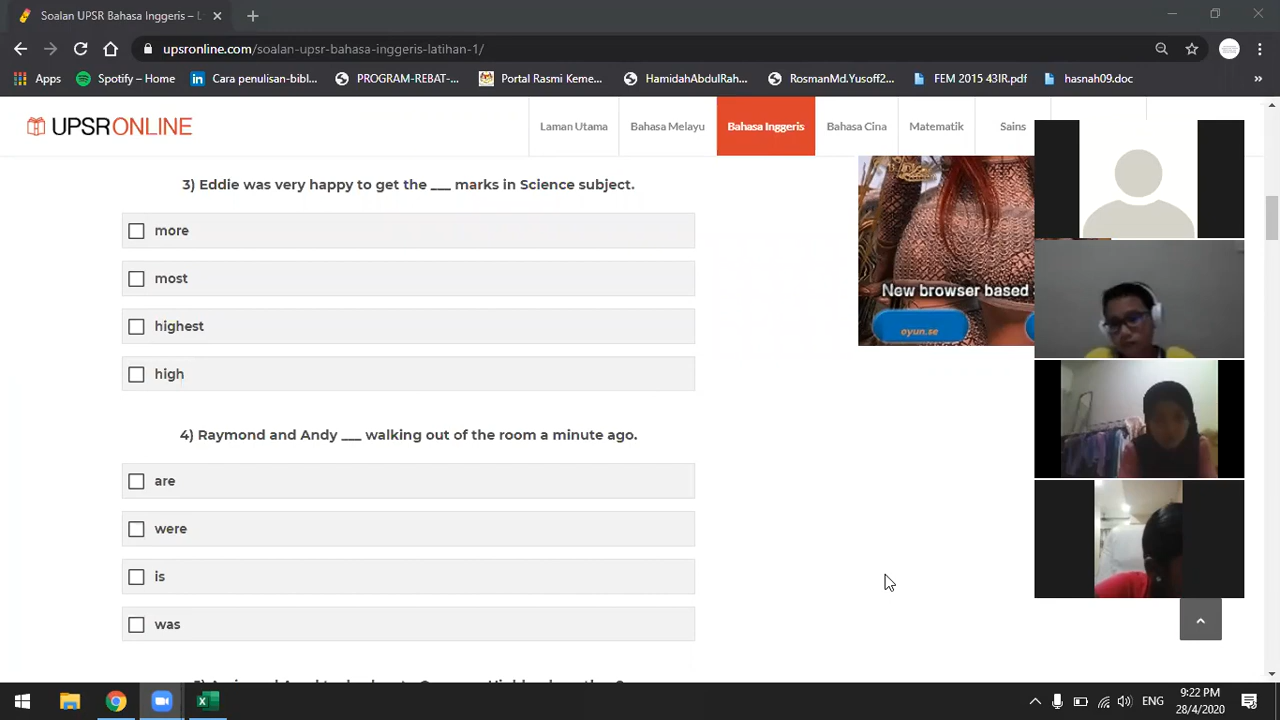 Soalan UPSR Bahasa Inggeris – L
upsronline.com/soalan-upsr-bahasa-inggeris-latihan-1/
Apps
Spotify – Home
Cara penulisan-bibl...
PROGRAM-REBAT-...
Portal Rasmi Keme...
HamidahAbdulRah...
RosmanMd.Yusoff2...
FEM 2015 43IR.pdf
hasnah09.doc
»
UPSRONLINE
Laman Utama
Bahasa Melayu
Bahasa Inggeris
Bahasa Cina
Matematik
Sains
3) Eddie was very happy to get the ___ marks in Science subject.
more
most
highest
high
New browser based
oyun.se
4) Raymond and Andy ___ walking out of the room a minute ago.
are
were
is
was
ENG
9:22 PM
28/4/2020